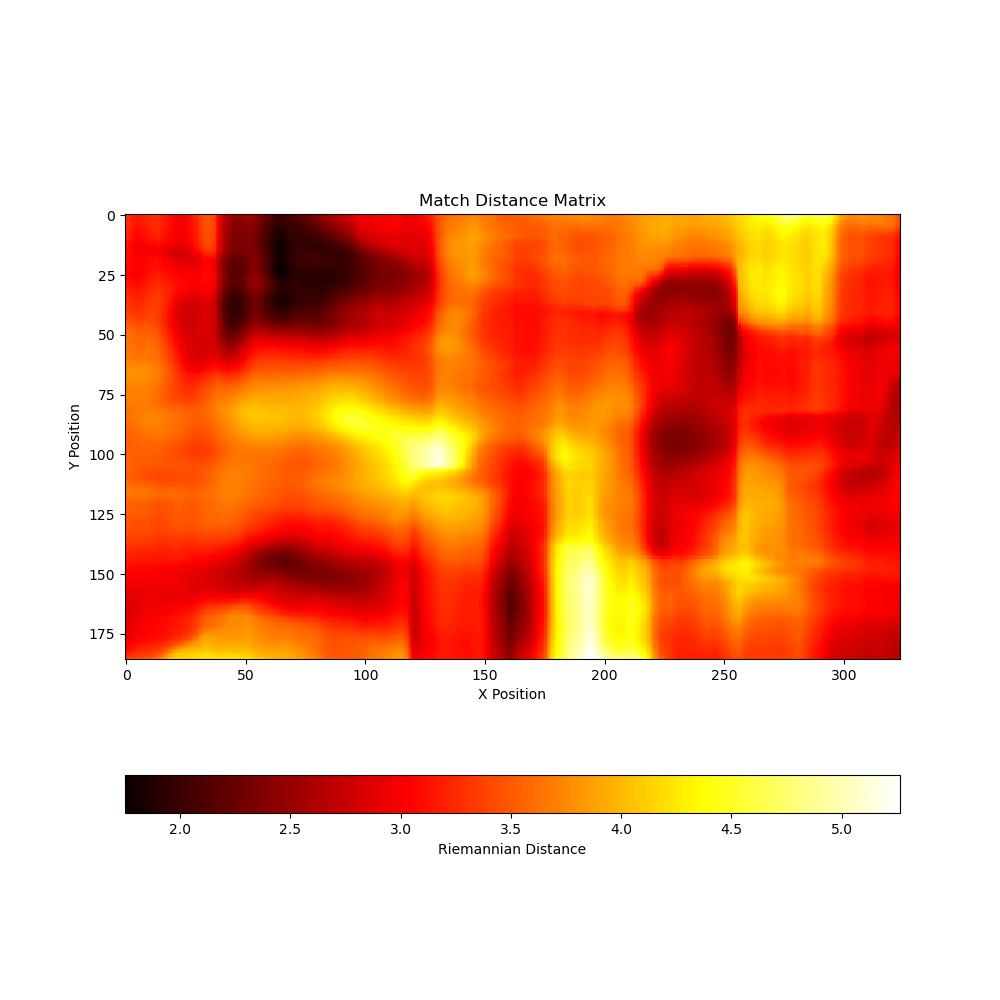 Match Distance Matrix
0
25
50
75
100
125
150
175
Y Position
0 50 100 150 200 250 300
X Position
2.0 2.5 3.0 3.5 4.0 4.5 5.0
Riemannian Distance